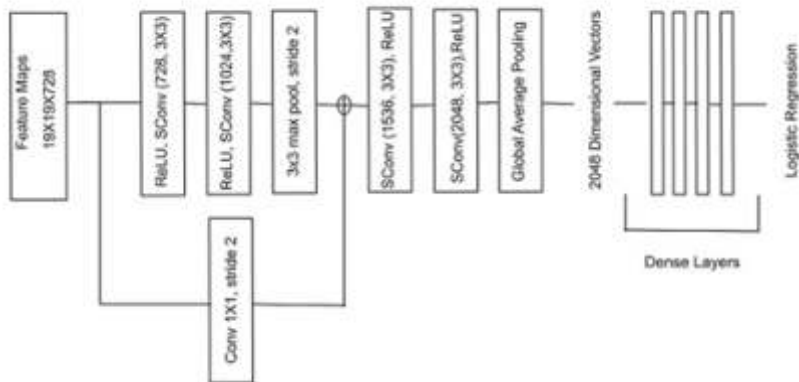 Feature Maps
19X19X728
ReLU, SConv (728, 3X3)
ReLU, SConv (1024,3X3)
3x3 max pool, stride 2
Conv 1X1, stride 2
SConv (1536, 3X3), ReLU
SConv(2048, 3X3),ReLU
Global Average Pooling
2048 Dimensional Vectors
Dense Layers
Logistic Regression